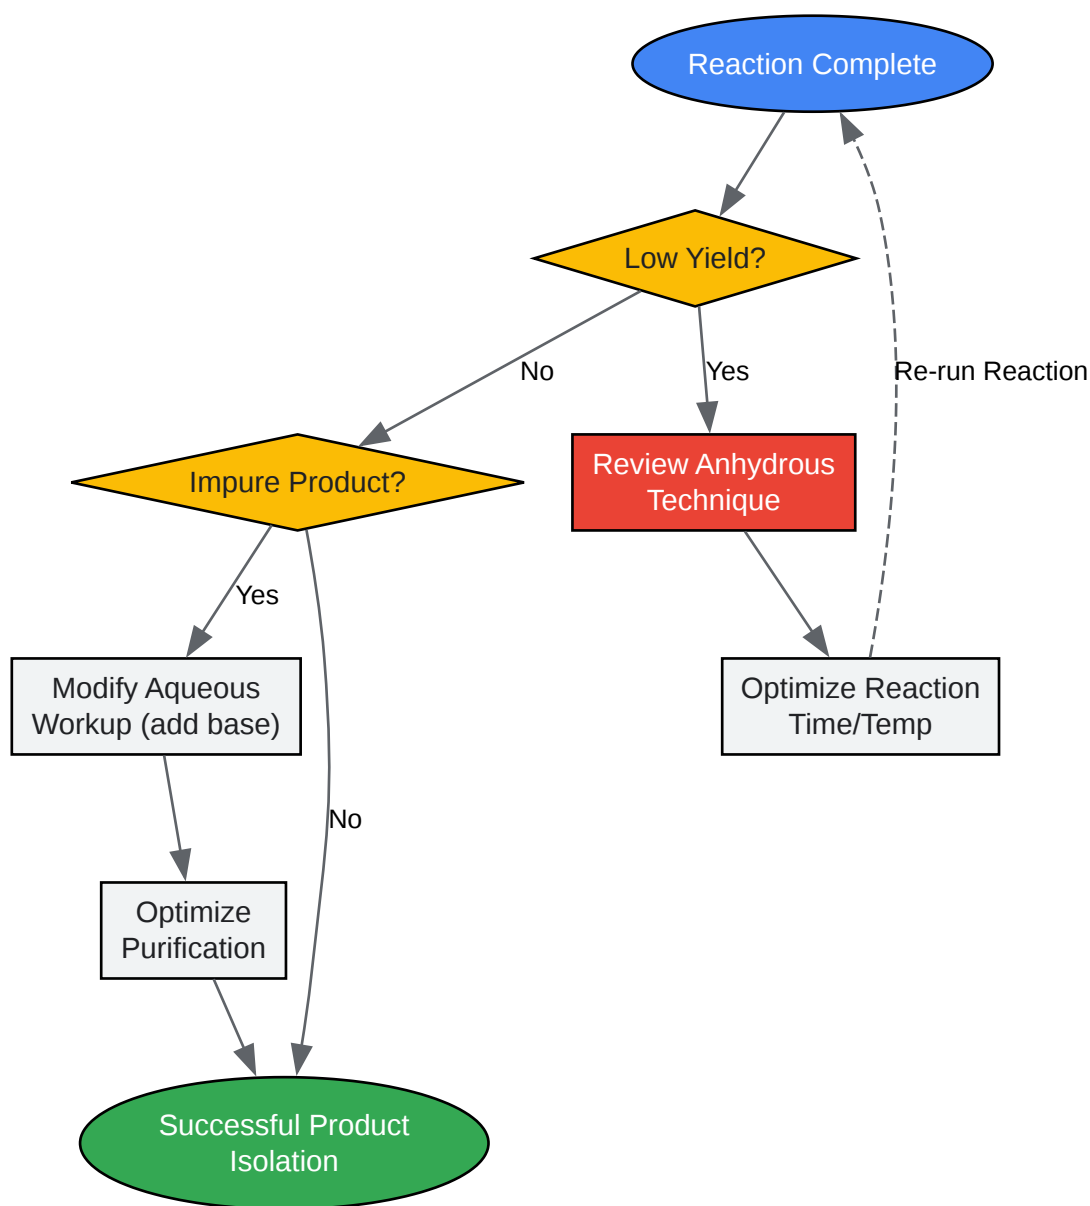 Reaction Complete
Low Yield?
No
Yes
Re-run Reaction
Impure Product?
Review Anhydrous
Technique
Yes
Modify Aqueous
Workup (add base)
Optimize Reaction
Time/Temp
No
Optimize
Purification
Successful Product
Isolation